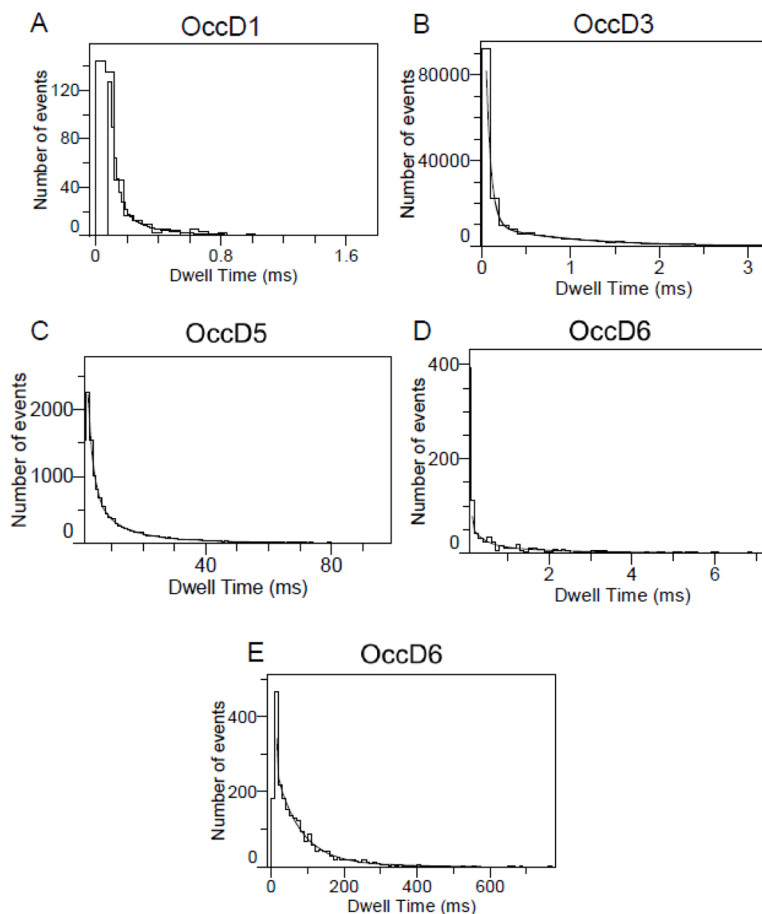 A
OccD1
Number of events
120
80
40
0
0
0.8
1.6
Dwell Time (ms)
B
OccD3
Number of events
80000
40000
0
0
1
2
3
Dwell Time (ms)
C
OccD5
Number of events
2000
1000
0
40
80
Dwell Time (ms)
D
OccD6
Number of events
400
200
0
2
4
6
Dwell Time (ms)
E
OccD6
Number of events
400
200
0
0
200
400
600
Dwell Time (ms)